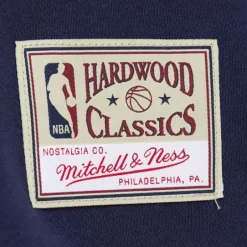 HARDWOOD
NBA
CLASSICS
NOSTALGIA CO.
Mitchell & Ness
PHILADELPHIA, PA.